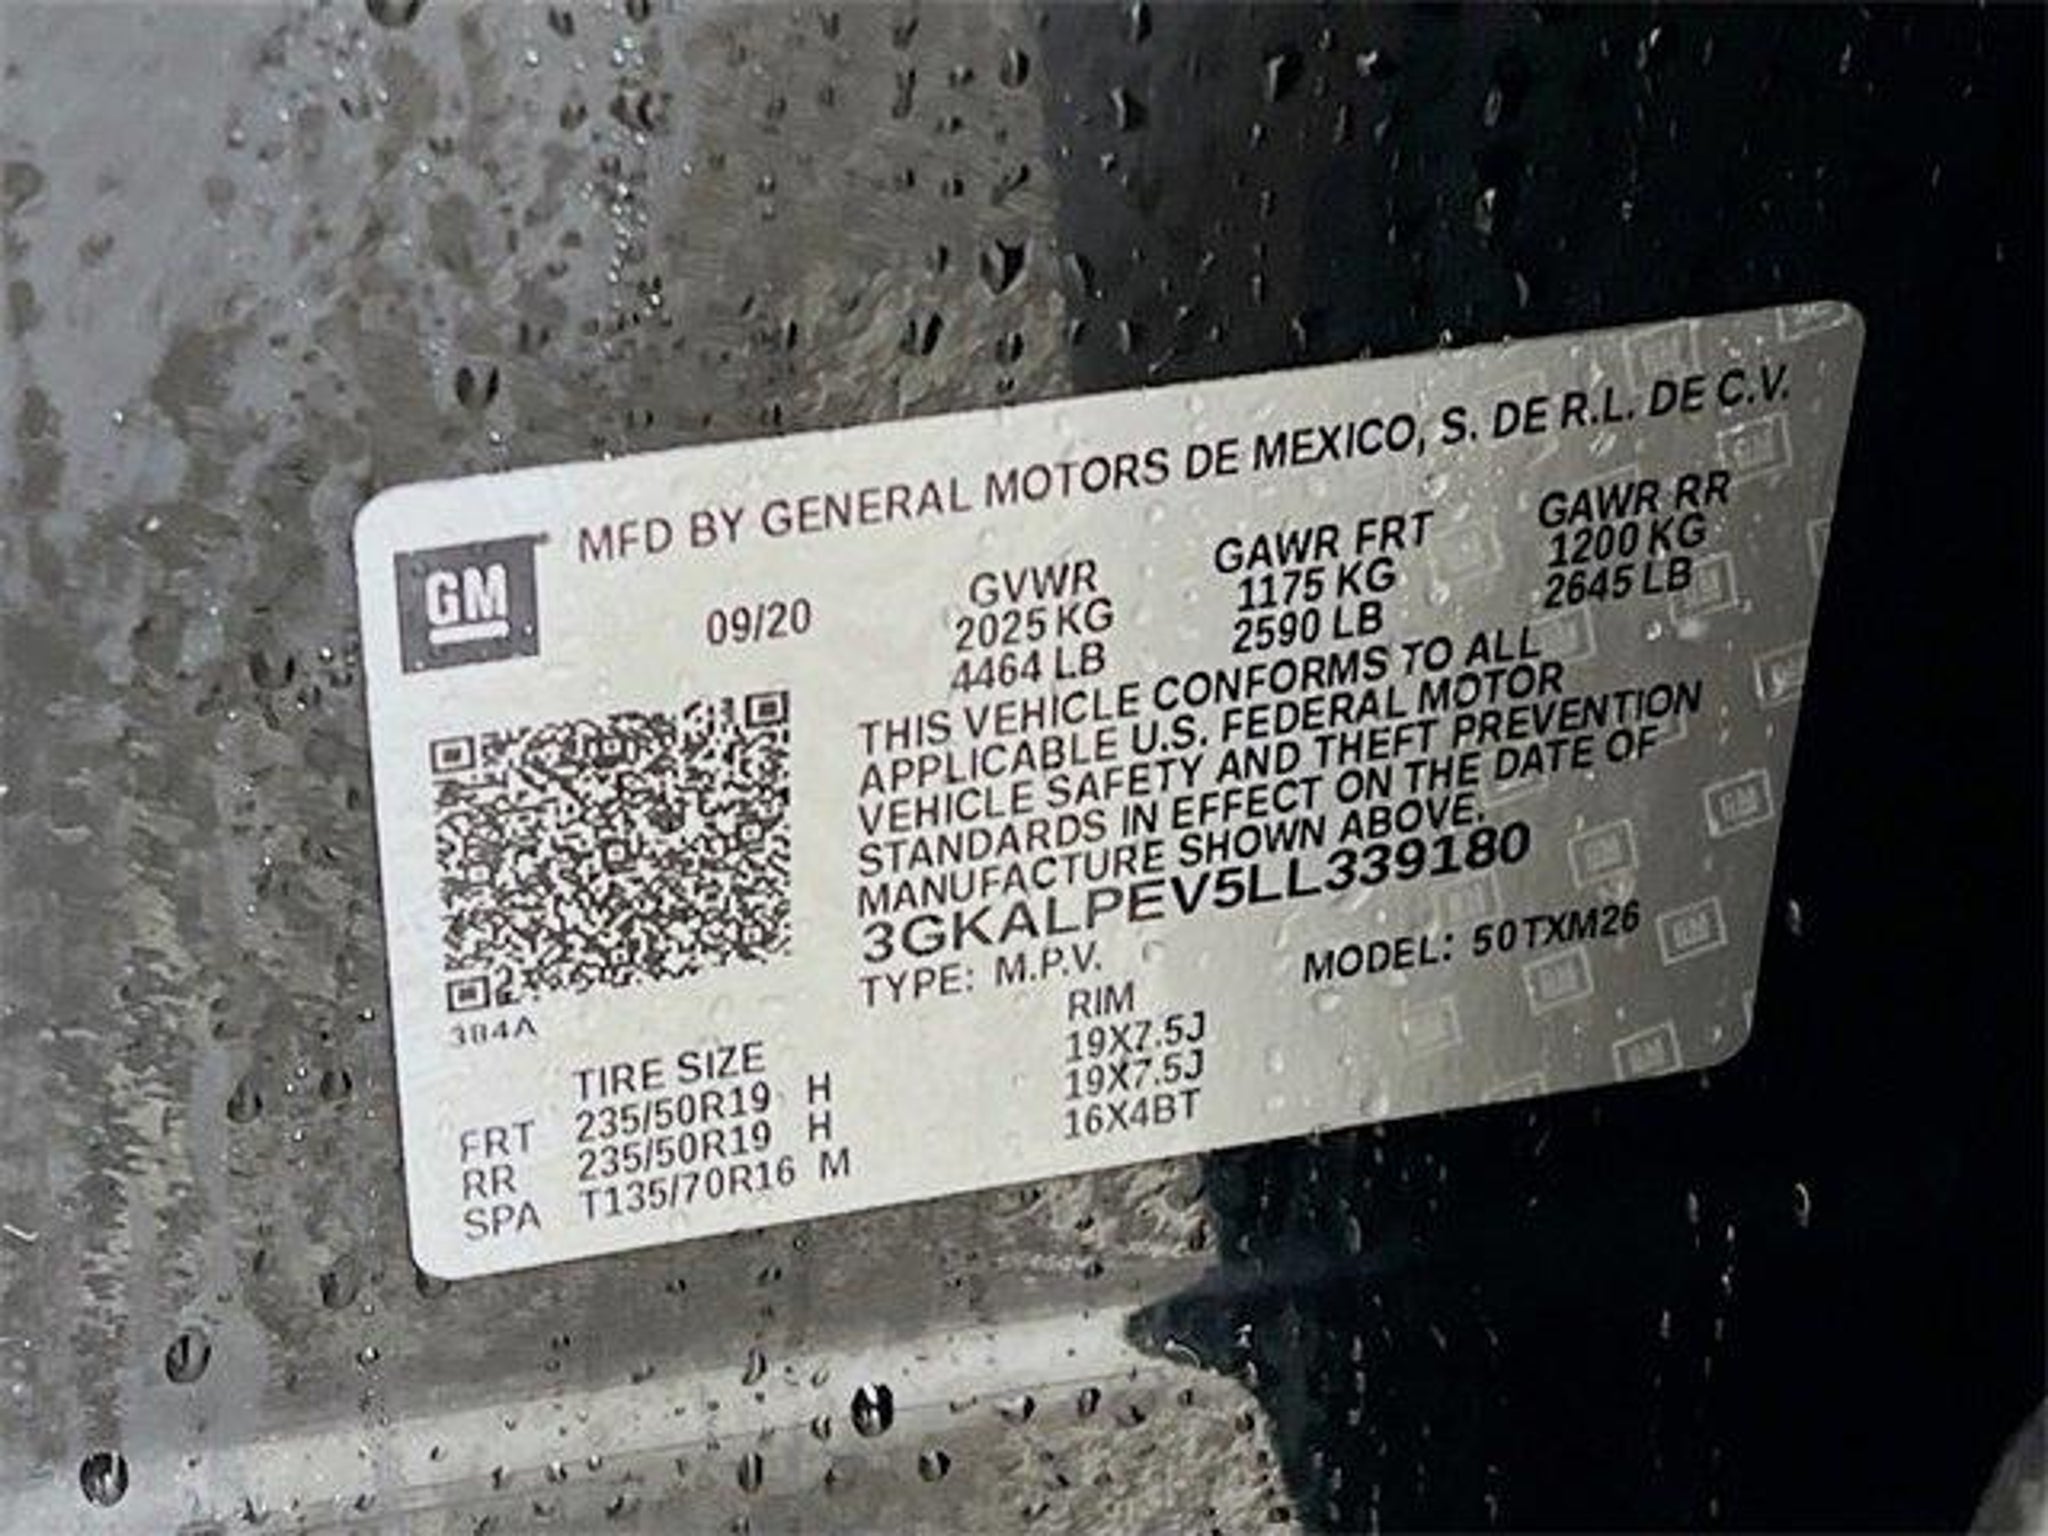 MFD BY GENERAL MOTORS DE MEXICO, S. DE R.L. DE C.V.
GM
09/20
GVWR
2025 KG
4464 LB
GAWR FRT
1175 KG
2590 LB
GAWR RR
1200 KG
2645 LB
THIS VEHICLE CONFORMS TO ALL
APPLICABLE U.S. FEDERAL MOTOR
VEHICLE SAFETY AND THEFT PREVENTION
STANDARDS IN EFFECT ON THE DATE OF
MANUFACTURE SHOWN ABOVE.
3GKALPEV5LL339180
TYPE: M.P.V. MODEL: 50TXM26
384A
TIRE SIZE RIM
FRT 235/50R19 H 19X7.5J
RR 235/50R19 H 19X7.5J
SPA T135/70R16 M 16X4BT